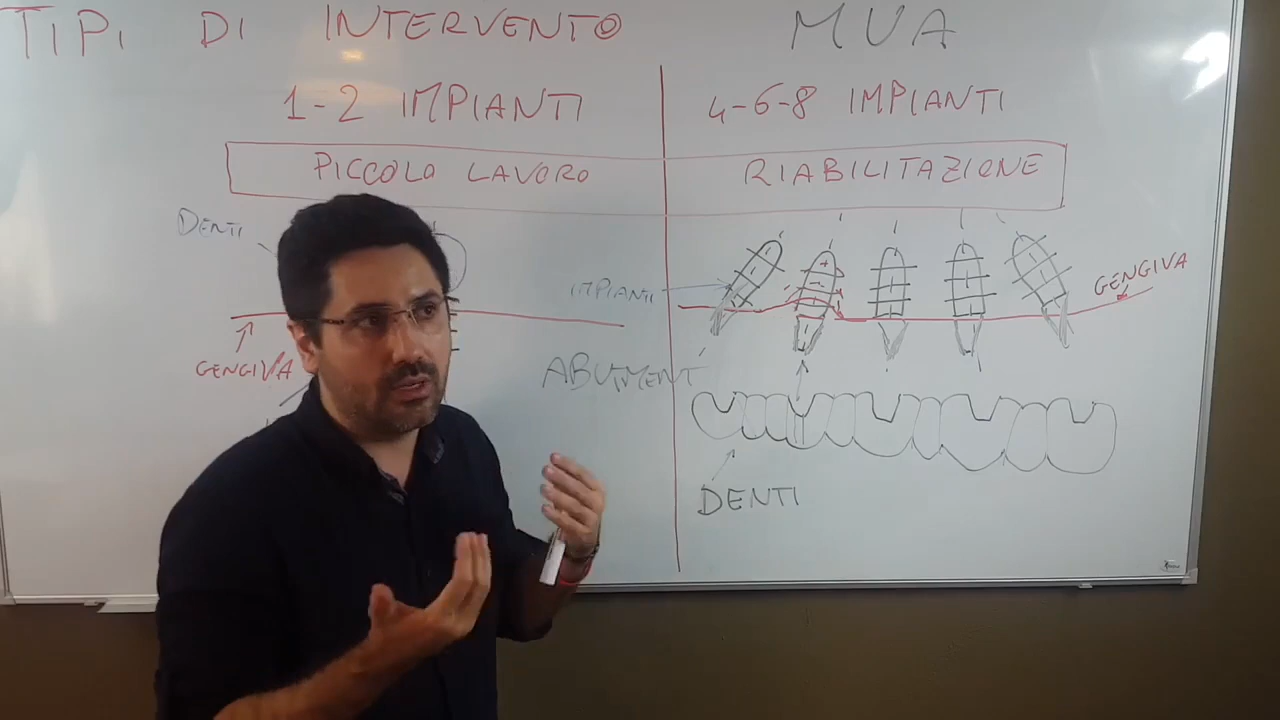 TIPI DI INTERVENTO
MUA
1-2 IMPIANTI
4-6-8 IMPIANTI
PICCOLO LAVORO
RIABILITAZIONE
DENTI
GENGIVA
IMPIANTI
GENGIVA
ABUTMENT
DENTI